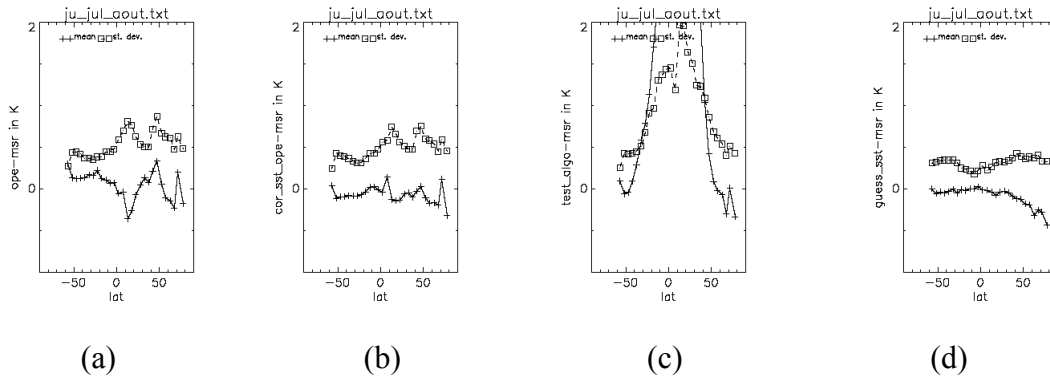 ju_jul_aout.txt
2
mean st. dev.
ope-msr in K
0
-50 0 50
lat
(a)
ju_jul_aout.txt
2
mean st. dev.
cor_sst_ope-msr in K
0
-50 0 50
lat
(b)
ju_jul_aout.txt
2
mean st. dev.
test_algo-msr in K
0
-50 0 50
lat
(c)
ju_jul_aout.txt
2
mean st. dev.
guess_sst-msr in K
0
-50 0 50
lat
(d)